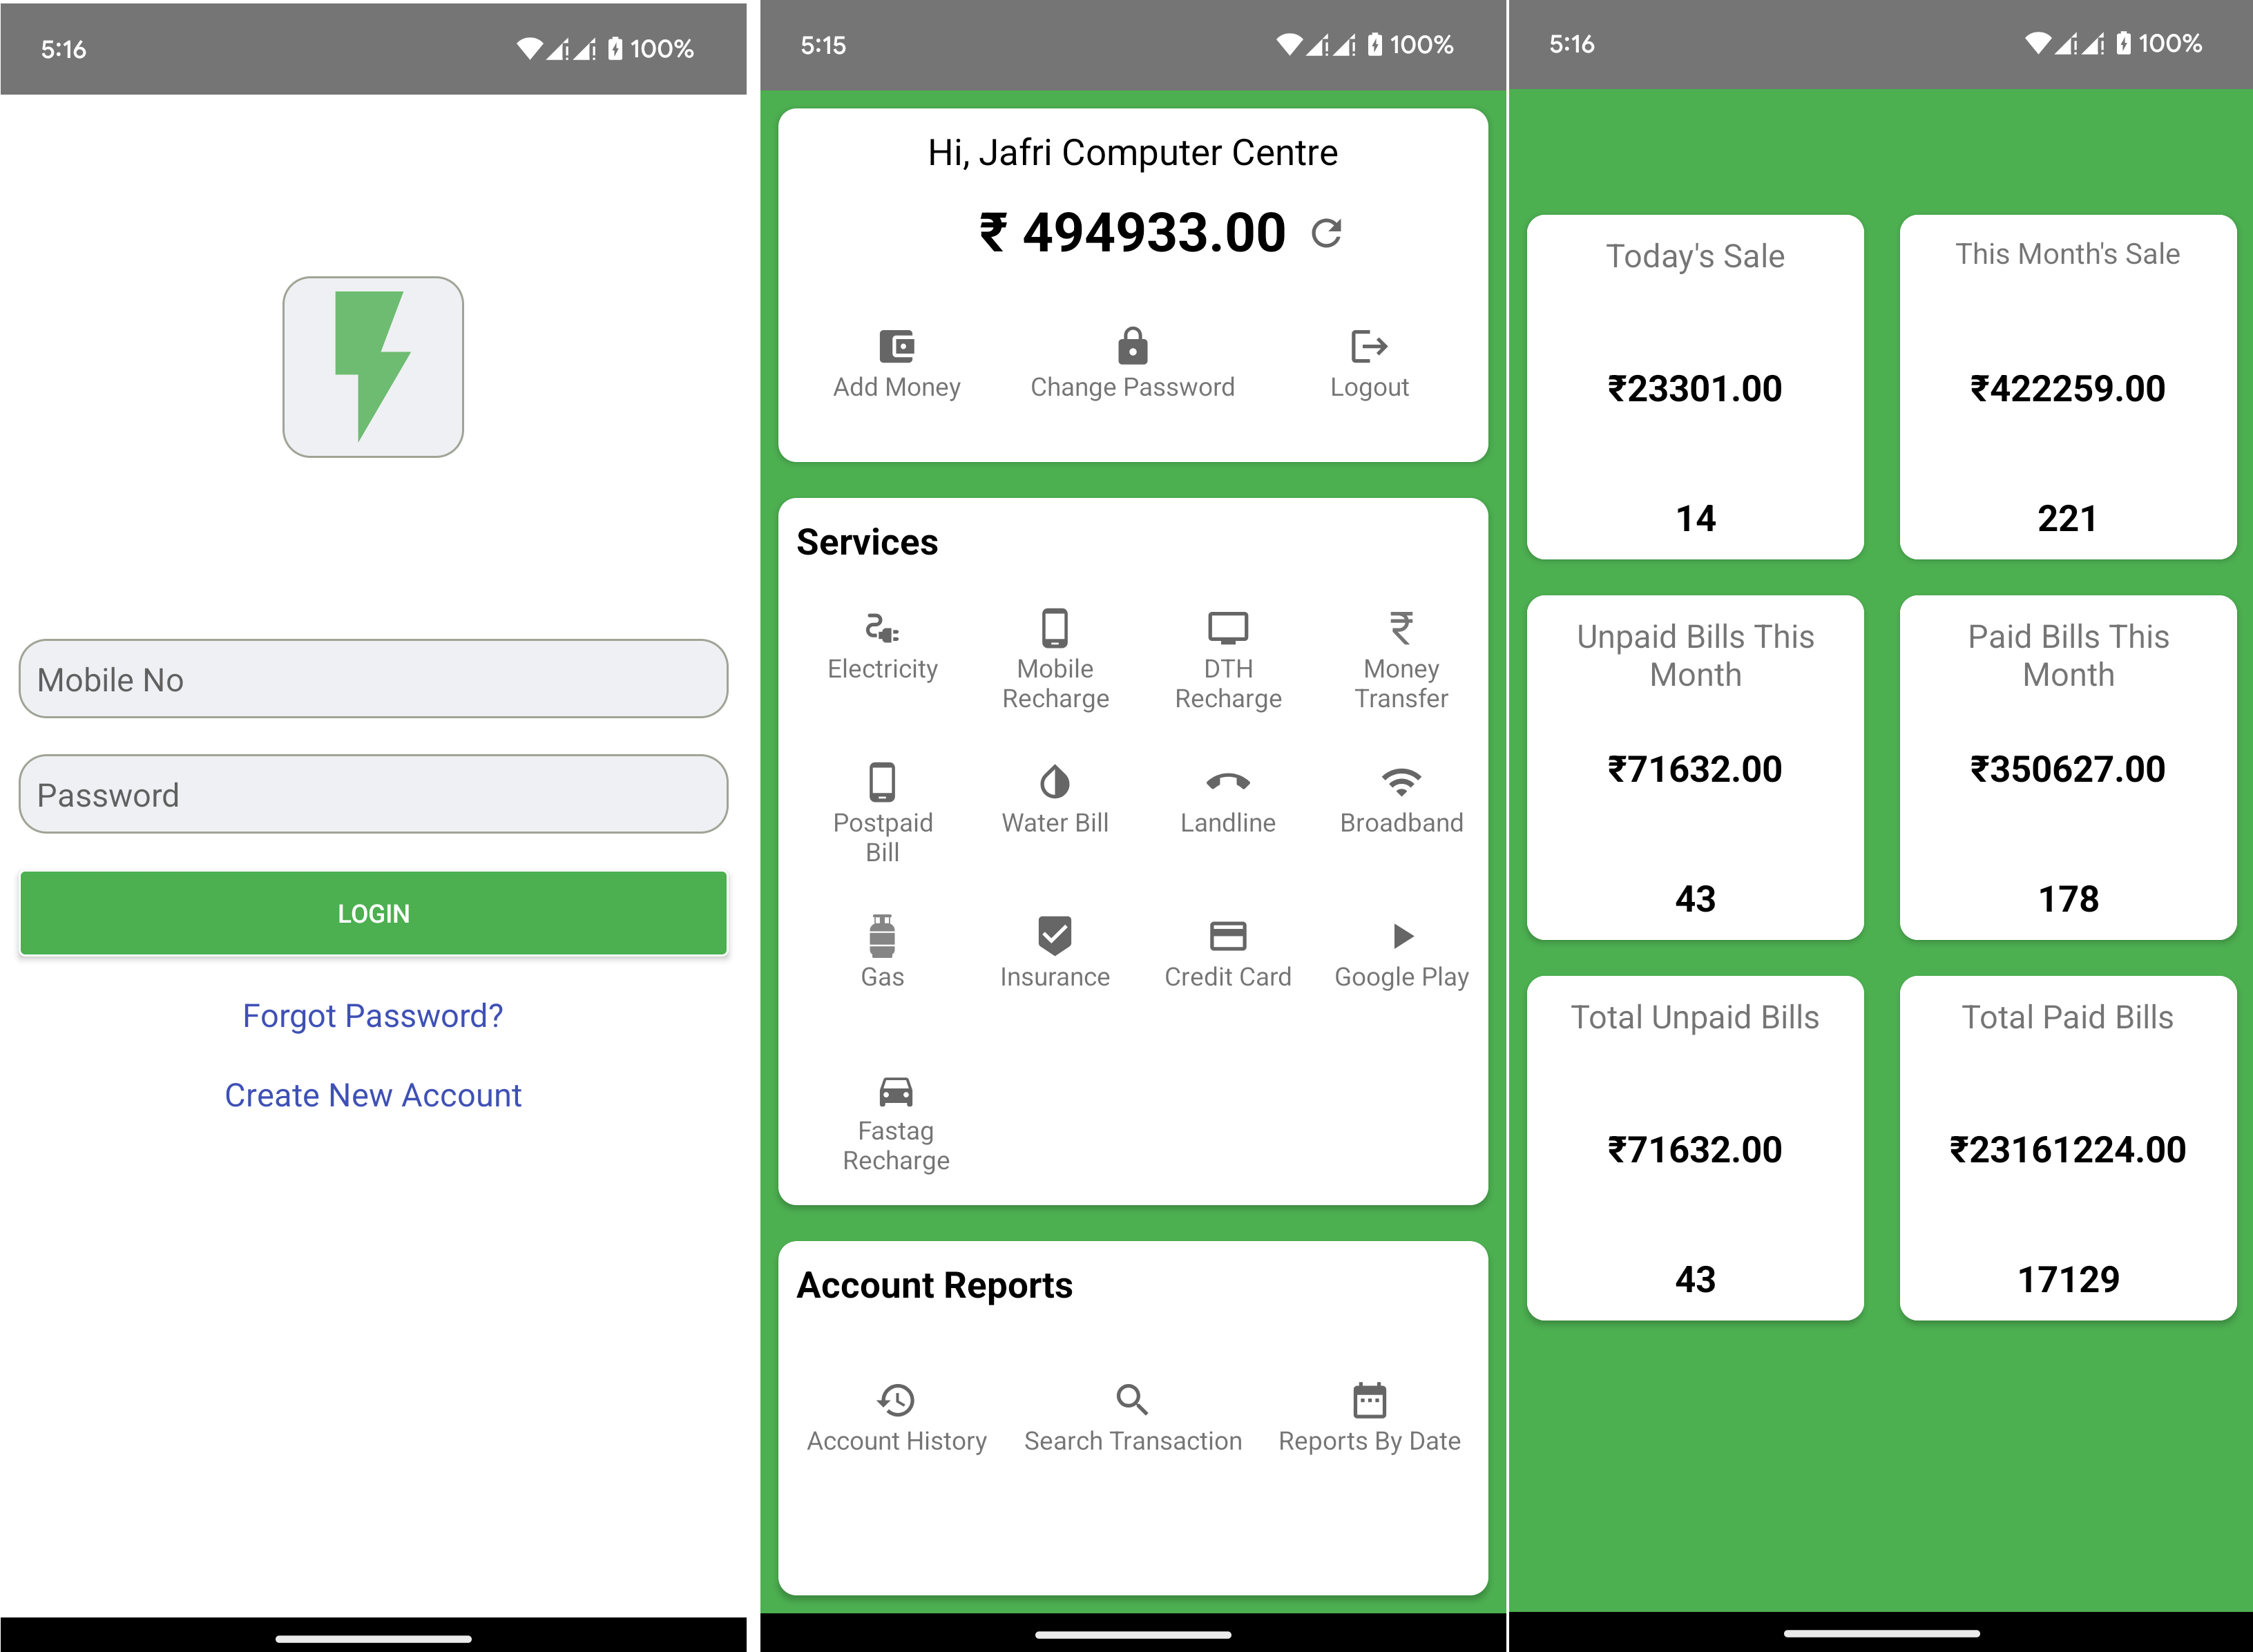 5:16
100%
Mobile No
Password
LOGIN
Forgot Password?
Create New Account
5:15
100%
Hi, Jafri Computer Centre
₹ 494933.00
Add Money
Change Password
Logout
Services
Electricity
Mobile
Recharge
DTH
Recharge
Money
Transfer
Postpaid
Bill
Water Bill
Landline
Broadband
Gas
Insurance
Credit Card
Google Play
Fastag
Recharge
Account Reports
Account History
Search Transaction
Reports By Date
5:16
100%
Today's Sale
₹23301.00
14
This Month's Sale
₹422259.00
221
Unpaid Bills This
Month
₹71632.00
43
Paid Bills This
Month
₹350627.00
178
Total Unpaid Bills
₹71632.00
43
Total Paid Bills
₹23161224.00
17129